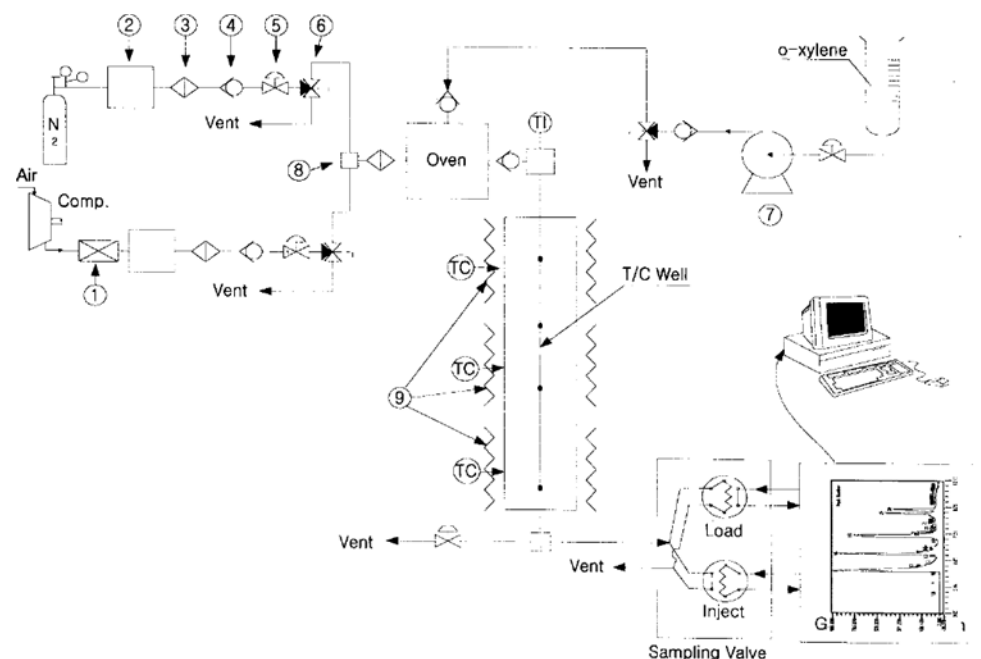 ②
③
④
⑤
⑥
o-xylene
N
2
Vent
TI
Oven
Vent
⑧
⑦
Air
Comp.
①
Vent
TC
T/C Well
TC
⑨
TC
Vent
Load
Vent
Inject
G
Sampling Valve